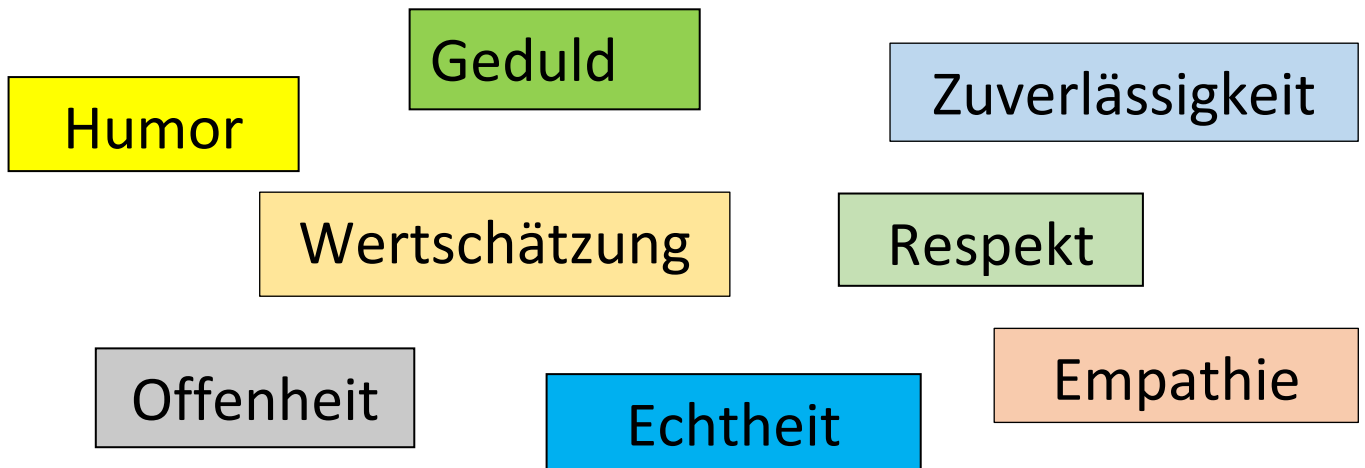 Geduld
Zuverlässigkeit
Humor
Wertschätzung
Respekt
Empathie
Offenheit
Echtheit